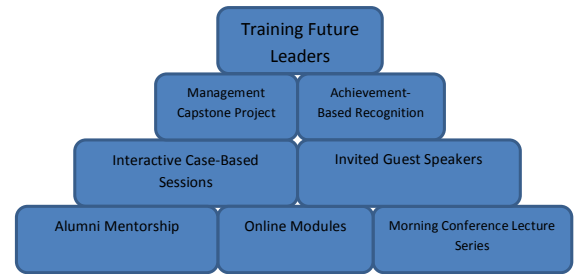 Training Future
Leaders
Management
Capstone Project
Achievement-
Based Recognition
Interactive Case-Based
Sessions
Invited Guest Speakers
Alumni Mentorship
Online Modules
Morning Conference Lecture
Series